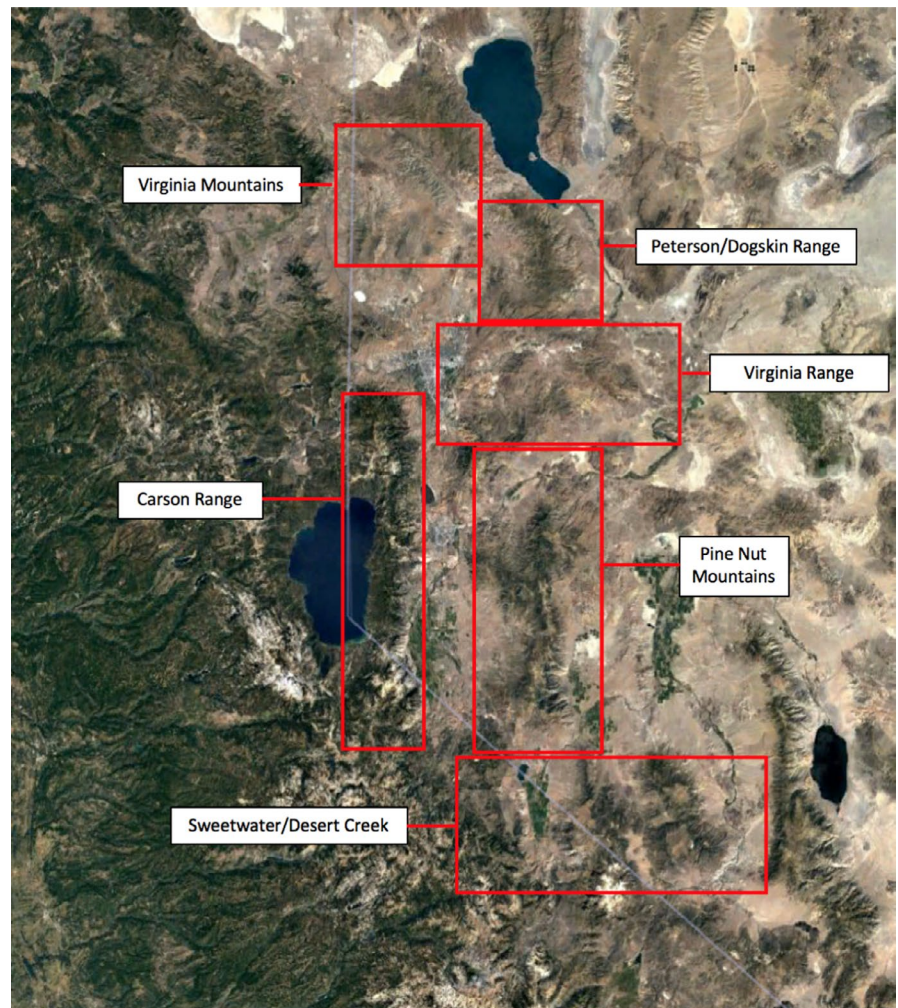 Virginia Mountains
Peterson/Dogskin Range
Virginia Range
Carson Range
Pine Nut
Mountains
Sweetwater/Desert Creek